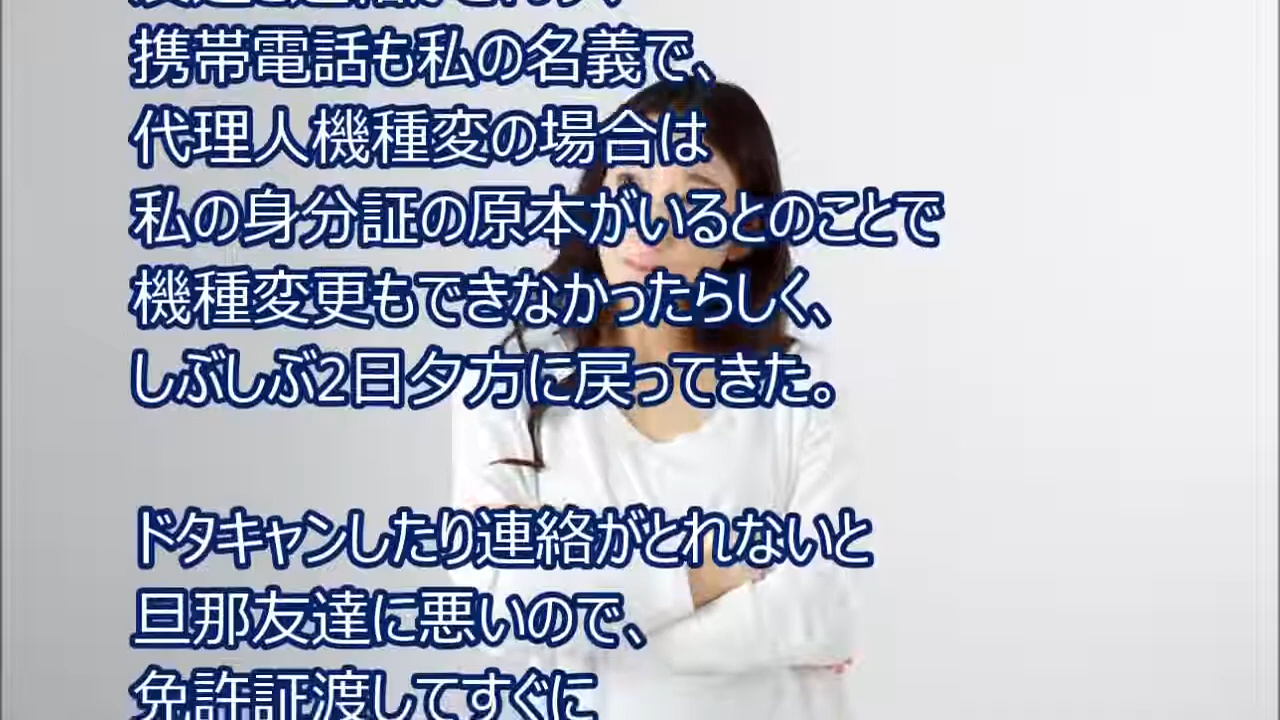 携帯電話も私の名義で、
代理人機種変の場合は
私の身分証の原本がいるとのことで
機種変更もできなかったらしく、
しぶしぶ2日夕方に戻ってきた。
ドタキャンしたり連絡がとれないと
旦那友達に悪いので、
免許証渡してすぐに